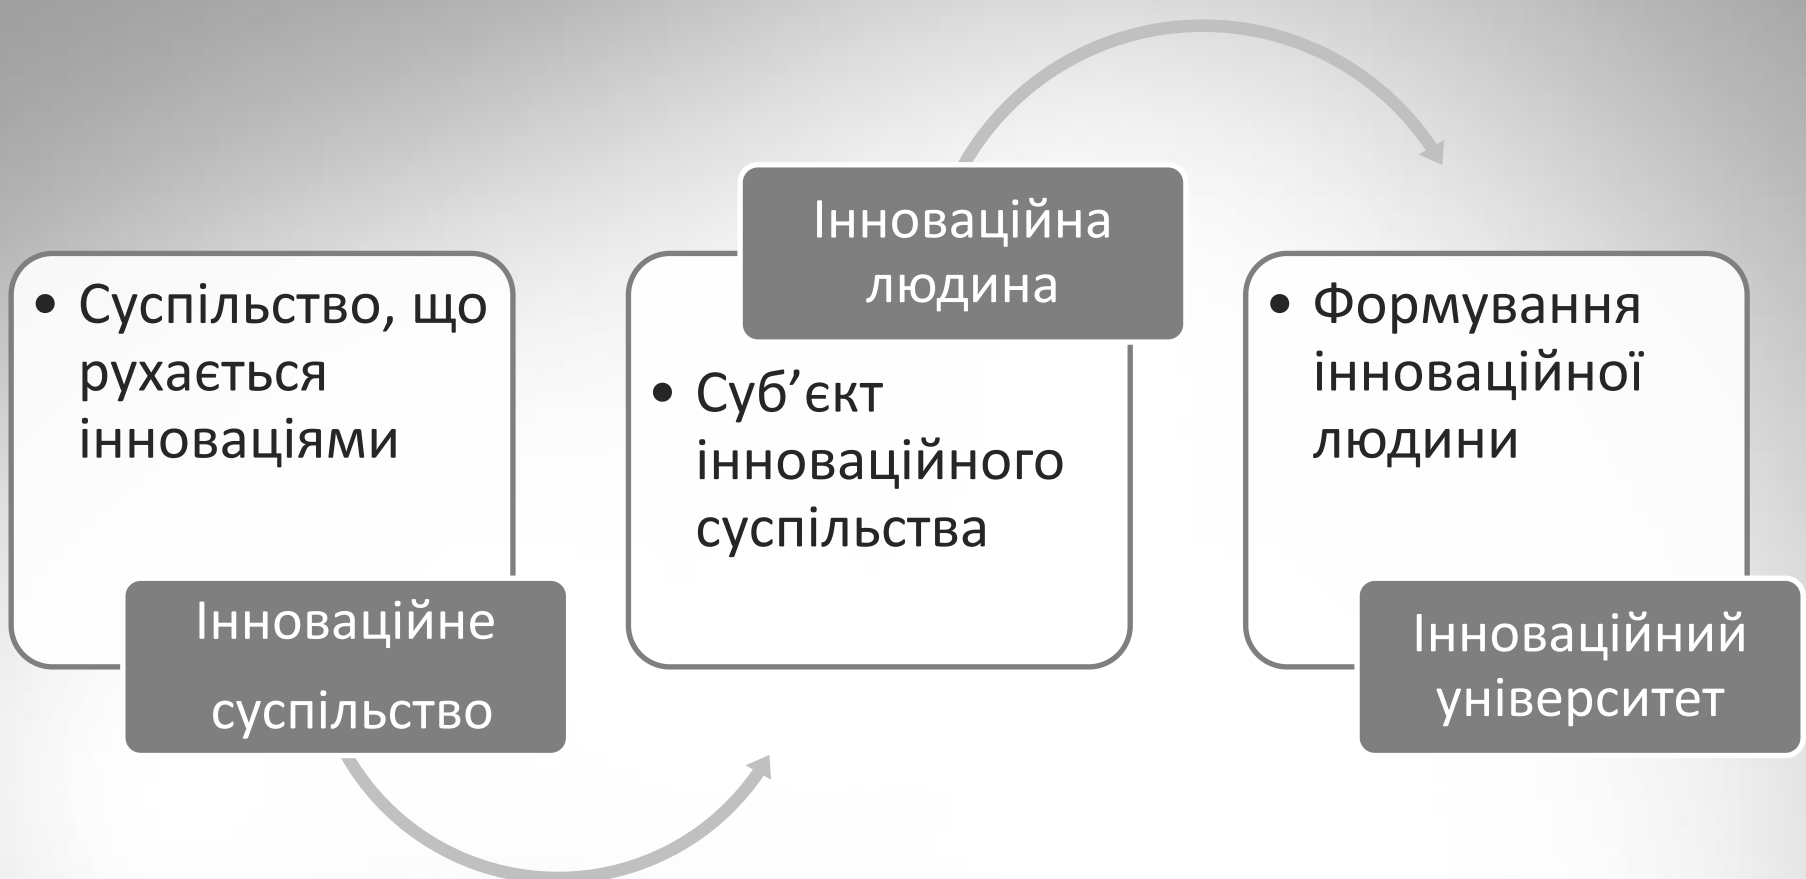 • Суспільство, що
рухається
інноваціями
Інноваційне
суспільство
Інноваційна
людина
• Суб’єкт
інноваційного
суспільства
• Формування
інноваційної
людини
Інноваційний
університет